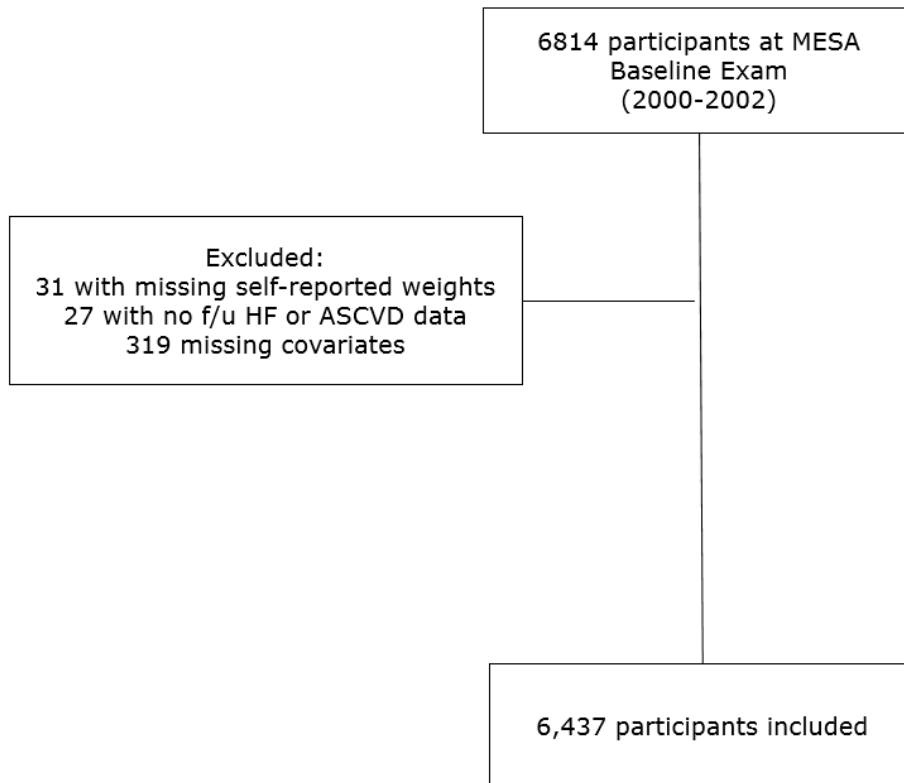 6814 participants at MESA
Baseline Exam
(2000-2002)
Excluded:
31 with missing self-reported weights
27 with no f/u HF or ASCVD data
319 missing covariates
6,437 participants included